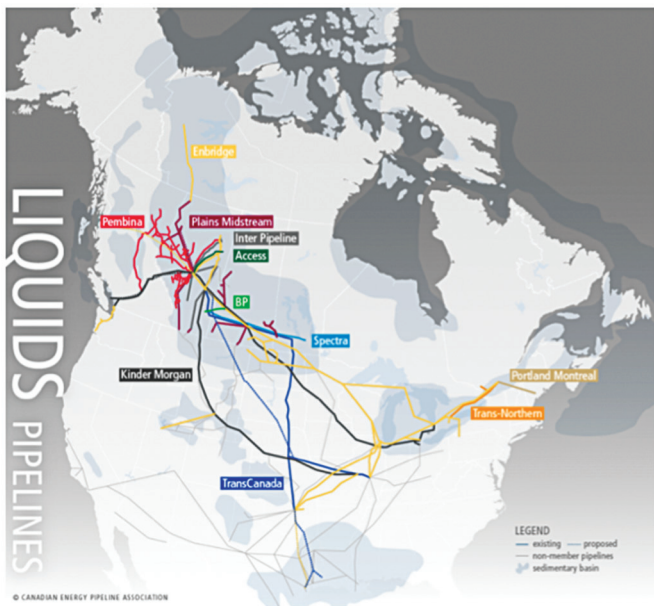 LIQUIDS PIPELINES
Enbridge
Pembina
Plains Midstream
Inter Pipeline
Access
BP
Spectra
Kinder Morgan
Portland Montreal
Trans-Northern
TransCanada
LEGEND
existing proposed
non-member pipelines
sedimentary basin
© CANADIAN ENERGY PIPELINE ASSOCIATION